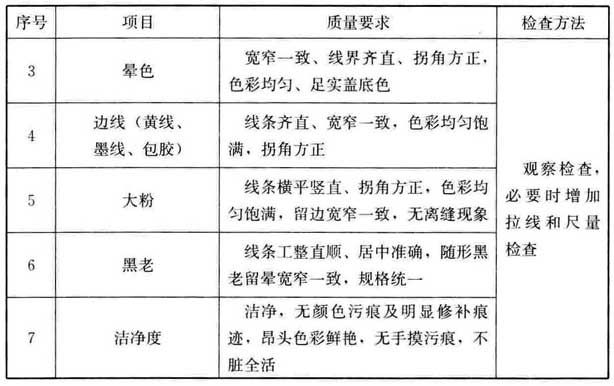 序号 项目 质量要求 检查方法
3 晕色 宽窄一致、线界齐直、拐角方正，
色彩均匀、足实盖底色
4 边线（黄线、
墨线、包胶） 线条齐直、宽窄一致，色彩均匀饱
满，拐角方正
5 大粉 线条横平竖直、拐角方正，色彩均
匀饱满，留边宽窄一致，无离缝现象
6 黑老 线条工整直顺、居中准确，随形黑
老留晕宽窄一致，规格统一
7 洁净度 洁净，无颜色污痕及明显修补痕
迹，昂头色彩鲜艳，无手摸污痕，不
脏全活
观察检查，
必要时增加
拉线和尺量
检查